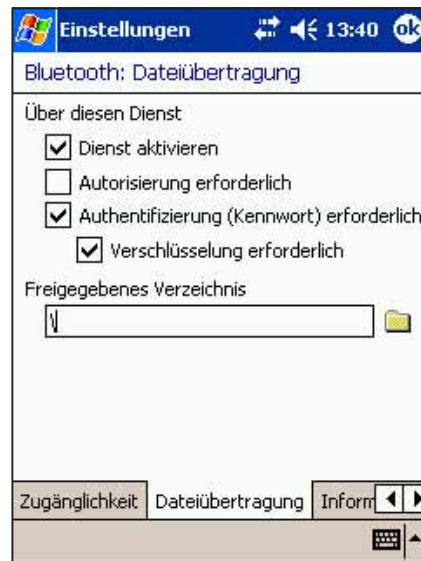 Einstellungen 13:40 ok
Bluetooth: Dateiübertragung
Über diesen Dienst
Dienst aktivieren
Autorisierung erforderlich
Authentifizierung (Kennwort) erforderlich
Verschlüsselung erforderlich
Freigegebenes Verzeichnis
\
Zugänglichkeit Dateiübertragung Inform